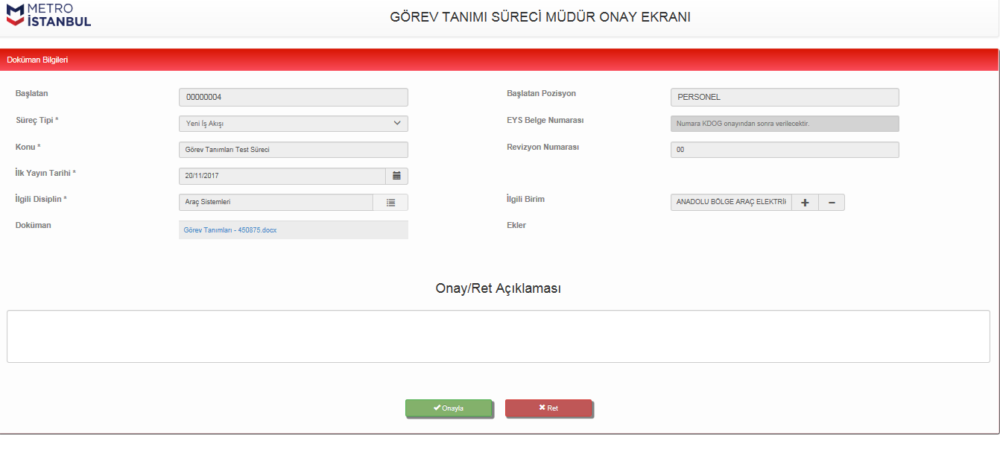 METRO
İSTANBUL
GÖREV TANIMI SÜRECİ MÜDÜR ONAY EKRANI
Doküman Bilgileri
Başlatan
00000004
Başlatan Pozisyon
PERSONEL
Süreç Tipi *
Yeni İş Akışı
EYS Belge Numarası
Numara KDOG onayından sonra verilecektir.
Konu *
Görev Tanımları Test Süreci
Revizyon Numarası
00
İlk Yayın Tarihi *
20/11/2017
İlgili Disiplin *
Araç Sistemleri
İlgili Birim
ANADOLU BÖLGE ARAÇ ELEKTRİK
Doküman
Görev Tanımları - 450875.docx
Ekler
Onay/Ret Açıklaması
Onayla
Ret